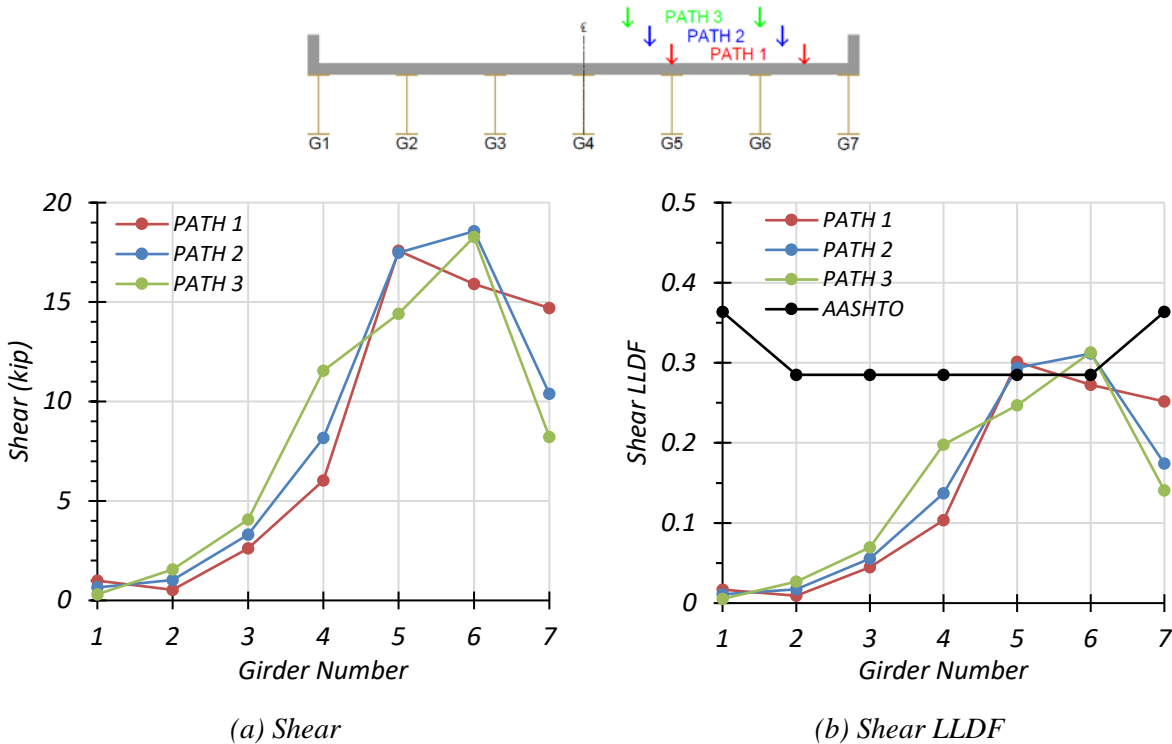 ℄
PATH 3
PATH 2
PATH 1
G1 G2 G3 G4 G5 G6 G7
20
15
10
5
0
Shear (kip)
PATH 1
PATH 2
PATH 3
1 2 3 4 5 6 7
Girder Number
(a) Shear
0.5
0.4
0.3
0.2
0.1
0
Shear LLDF
PATH 1
PATH 2
PATH 3
AASHTO
1 2 3 4 5 6 7
Girder Number
(b) Shear LLDF